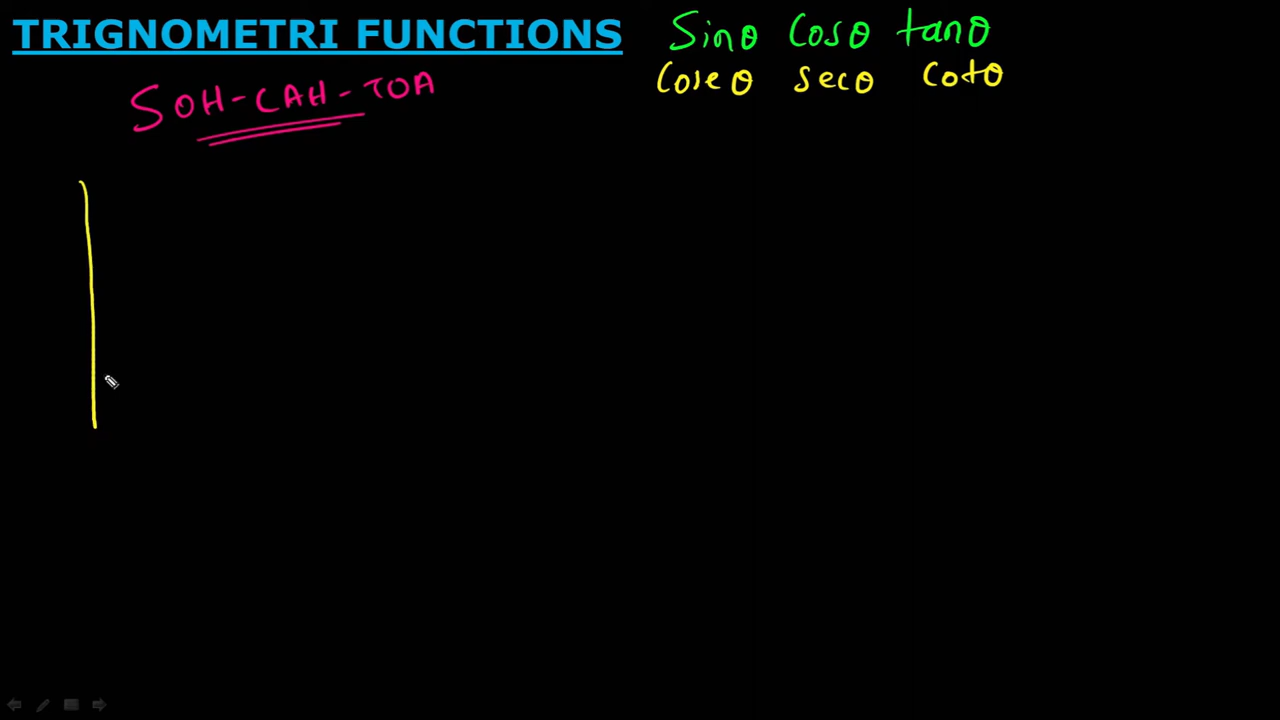 TRIGNOMETRI FUNCTIONS
Sinθ Cosθ tanθ
Coseθ secθ Cotθ
SOH-CAH-TOA